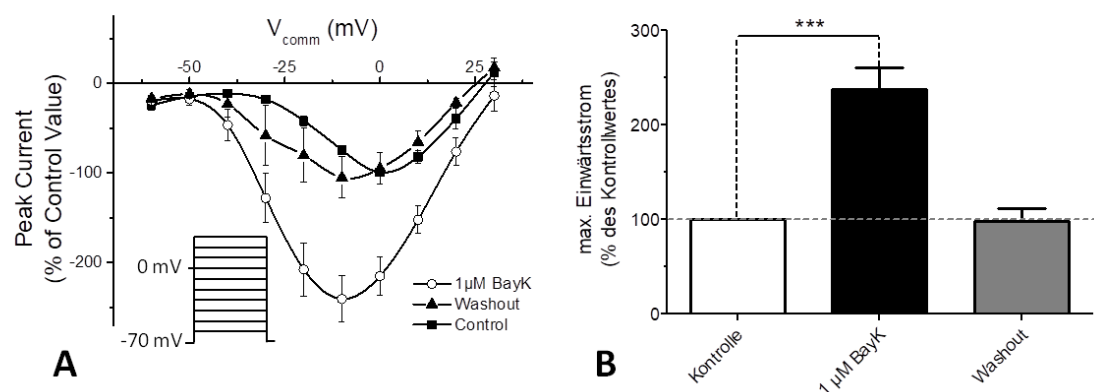 V_comm (mV)
-50
-25
0
25
0
-100
-200
Peak Current
(% of Control Value)
0 mV
-70 mV
1µM BayK
Washout
Control
A
***
300
200
100
0
max. Einwärtsstrom
(% des Kontrollwertes)
Kontrolle
1 µM BayK
Washout
B